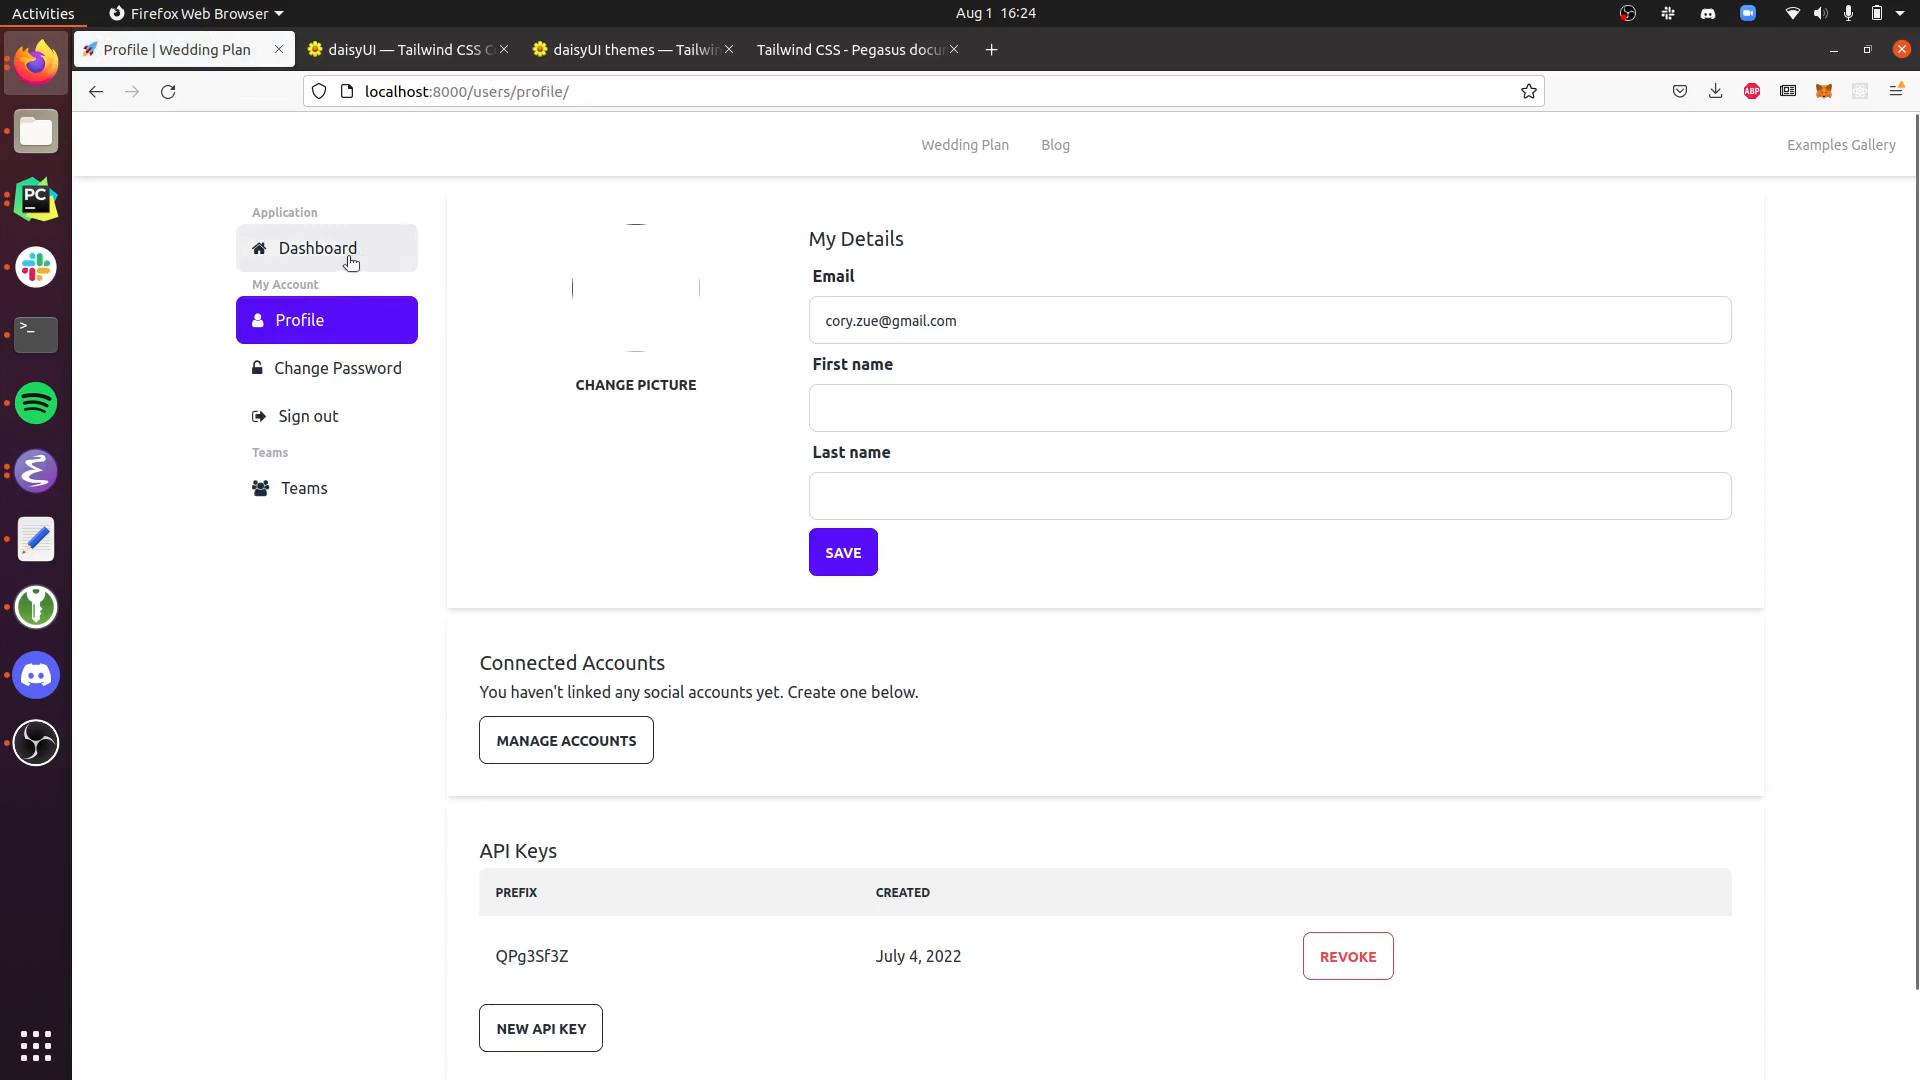 Activities
Firefox Web Browser
Aug 1 16:24
Profile | Wedding Plan
daisyUI — Tailwind CSS C
daisyUI themes — Tailwin
Tailwind CSS - Pegasus docu
localhost:8000/users/profile/
ABP
PC
Wedding Plan
Blog
Examples Gallery
Application
Dashboard
My Account
Profile
Change Password
Sign out
Teams
Teams
CHANGE PICTURE
My Details
Email
cory.zue@gmail.com
First name
Last name
SAVE
Connected Accounts
You haven't linked any social accounts yet. Create one below.
MANAGE ACCOUNTS
API Keys
PREFIX CREATED
QPg3Sf3Z July 4, 2022 REVOKE
NEW API KEY